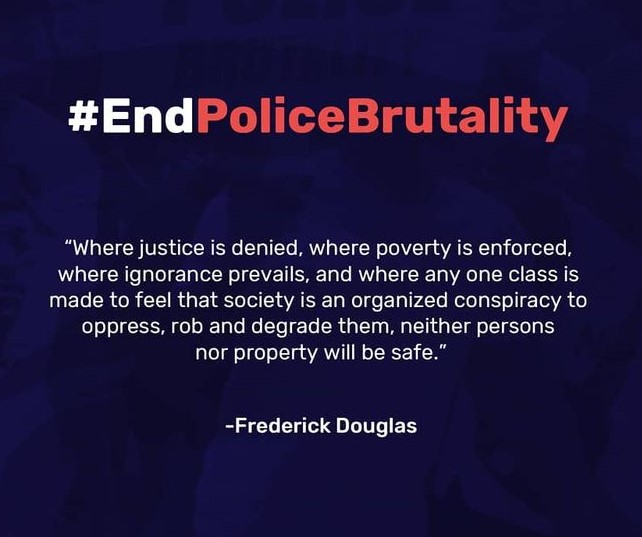 #EndPoliceBrutality
“Where justice is denied, where poverty is enforced,
where ignorance prevails, and where any one class is
made to feel that society is an organized conspiracy to
oppress, rob and degrade them, neither persons
nor property will be safe.”
-Frederick Douglas